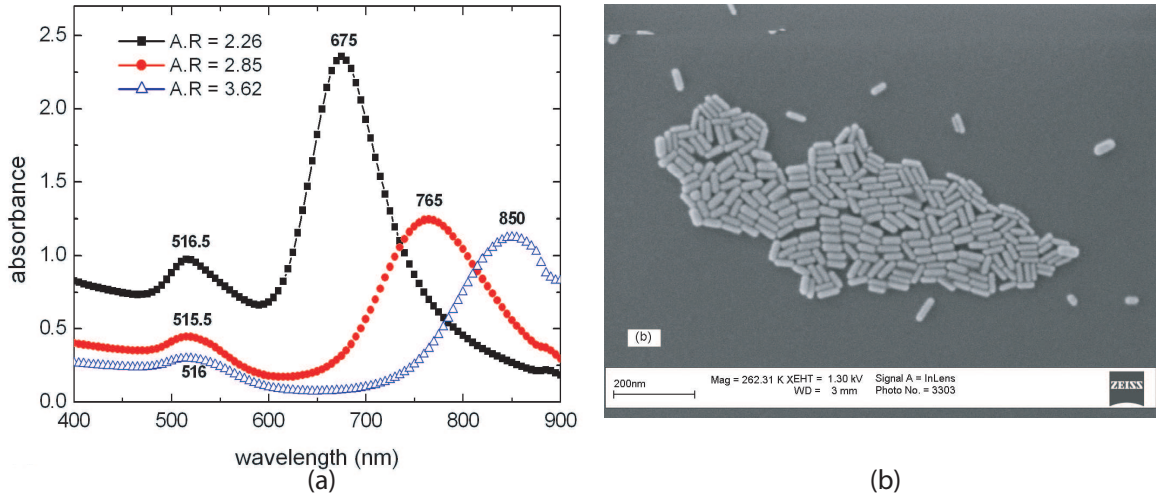 2.5
2.0
1.5
1.0
0.5
0.0
absorbance
A.R = 2.26
A.R = 2.85
A.R = 3.62
675
765
850
516.5
515.5
516
400 500 600 700 800 900
wavelength (nm)
(a)
(b)
200nm
Mag = 262.31 K X EHT = 1.30 kV Signal A = InLens
WD = 3 mm Photo No. = 3303
ZEISS
(b)